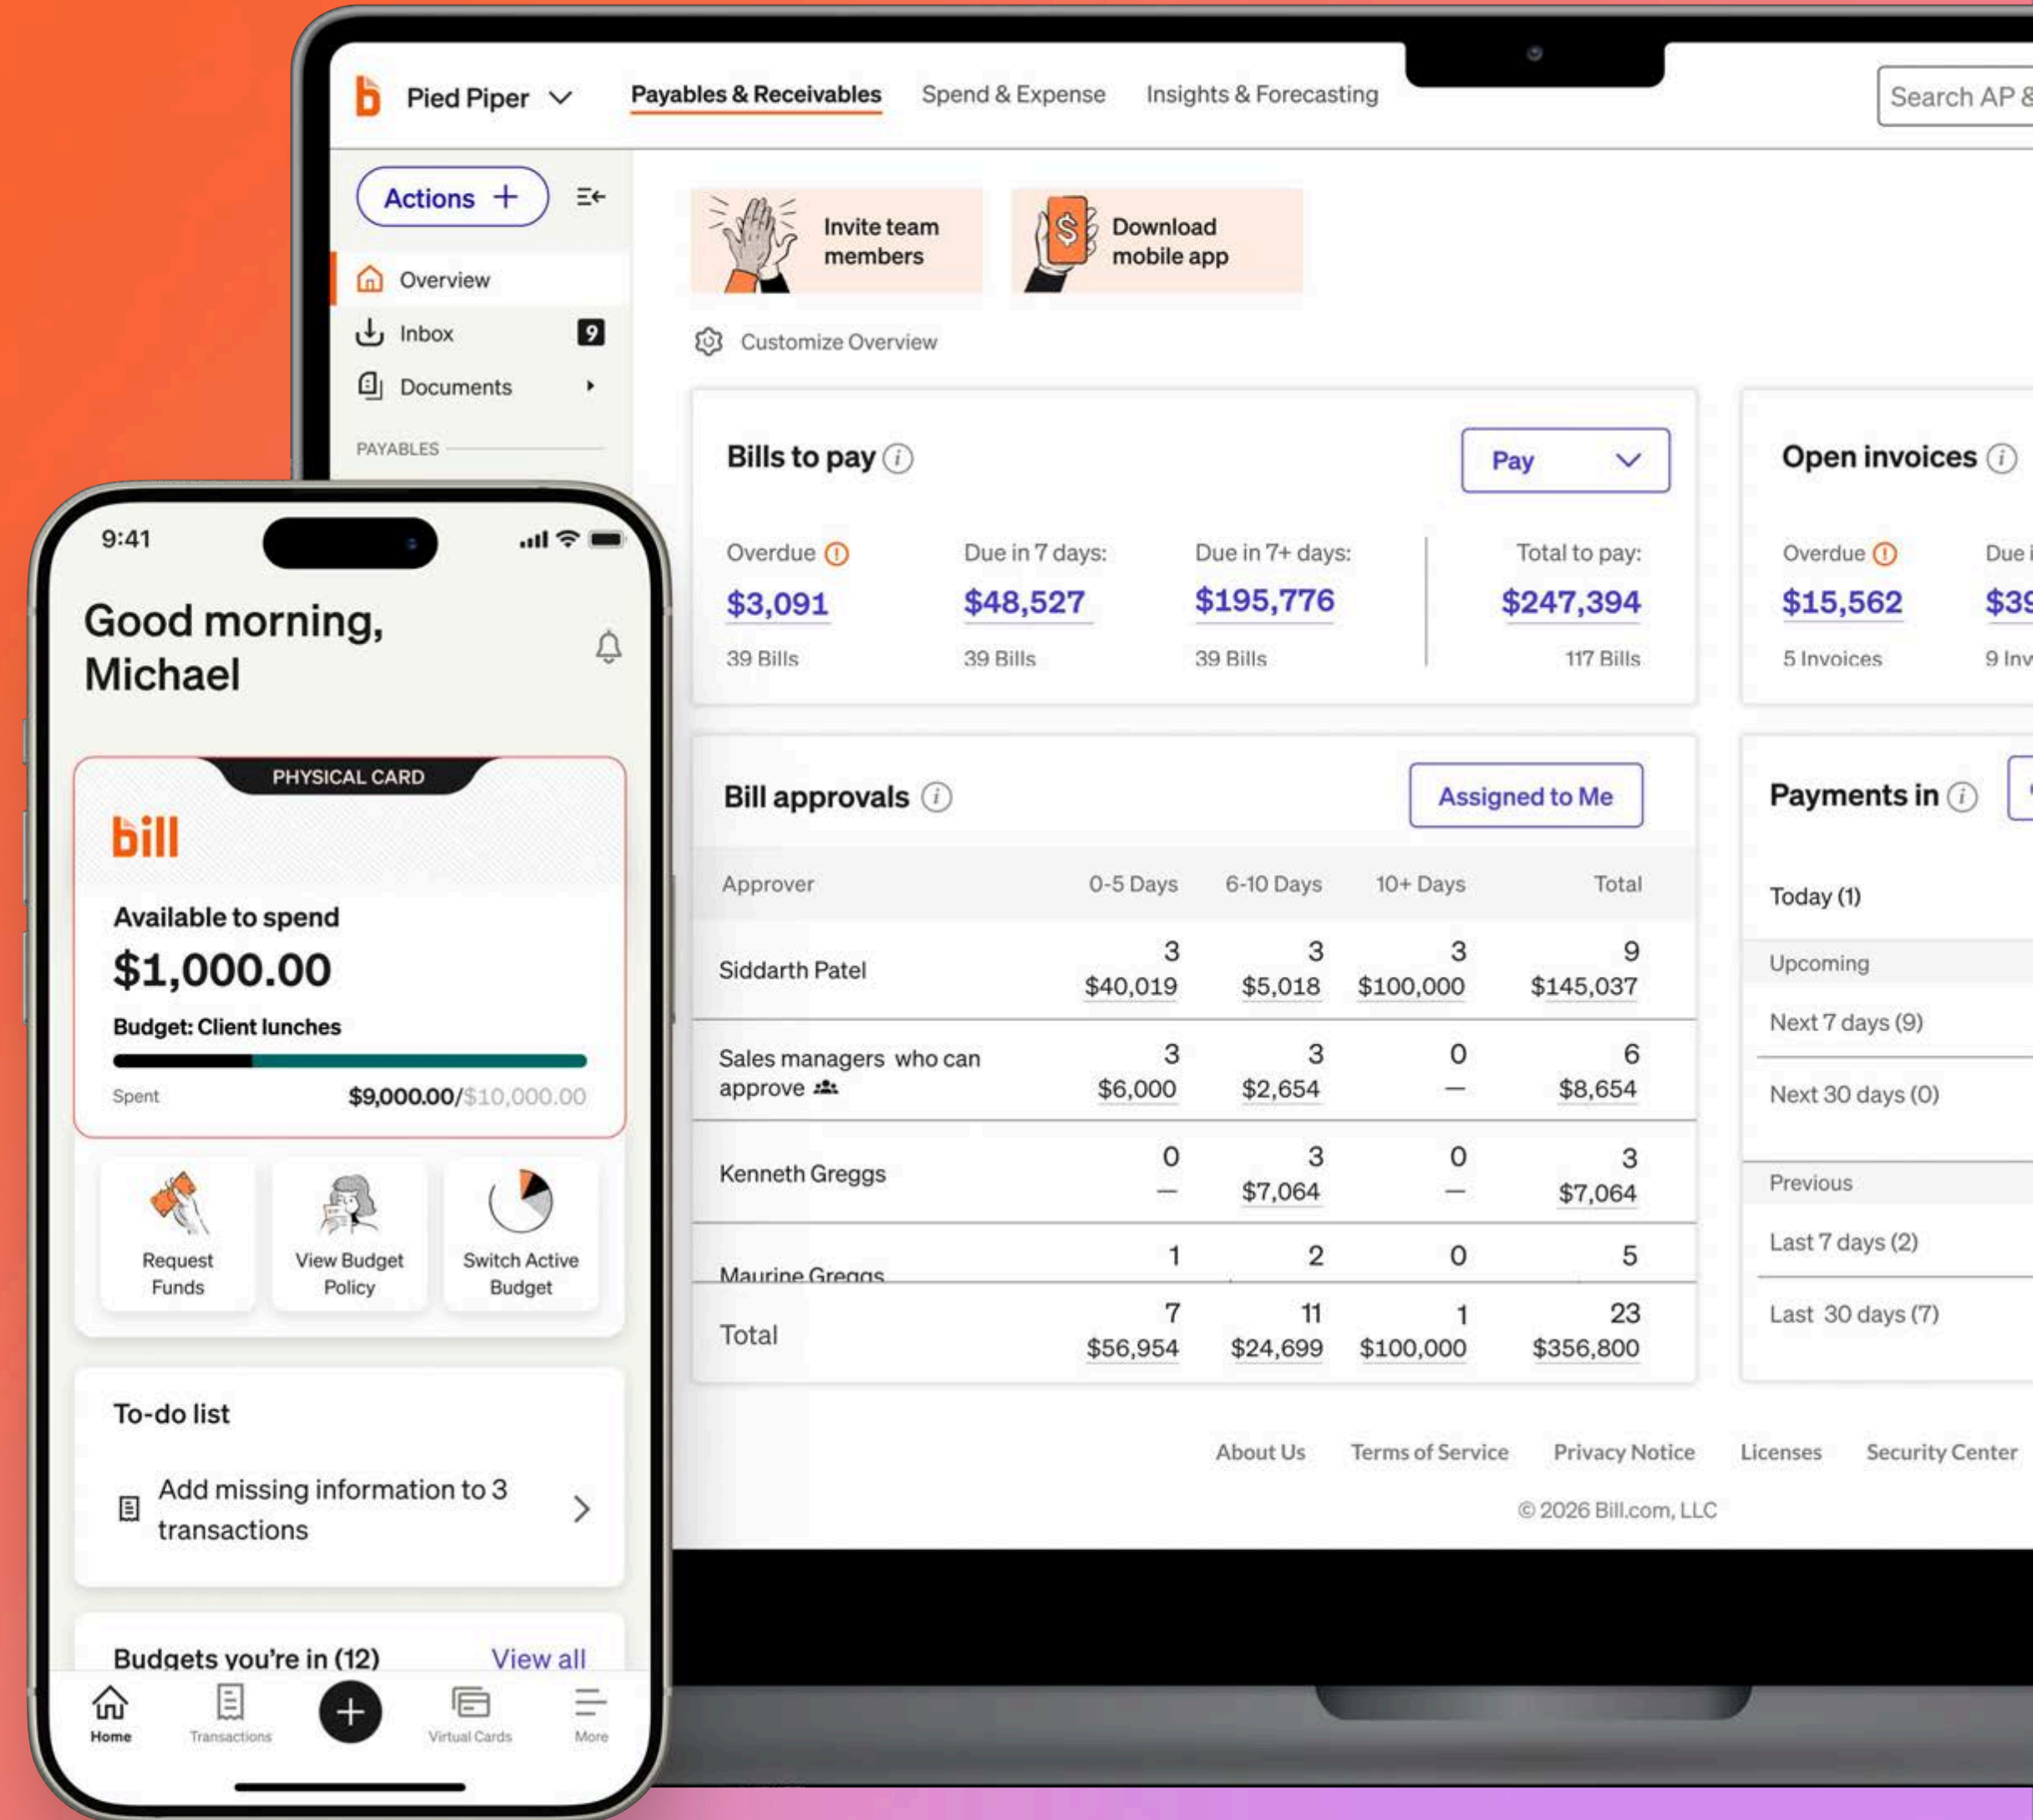 b Pied Piper
Payables & Receivables Spend & Expense Insights & Forecasting
Search AP &
Actions +
Overview
Inbox 9
Documents
PAYABLES
Invite team
members
Download
mobile app
Customize Overview
Bills to pay i
Pay
Overdue ! Due in 7 days: Due in 7+ days: Total to pay:
$3,091 $48,527 $195,776 $247,394
39 Bills 39 Bills 39 Bills 117 Bills
Open invoices i
Overdue ! Due i
$15,562 $39
5 Invoices 9 Inv
Bill approvals i
Assigned to Me
Approver 0-5 Days 6-10 Days 10+ Days Total
3 3 3 9
Siddarth Patel
$40,019 $5,018 $100,000 $145,037
Sales managers who can 3 3 0 6
approve $6,000 $2,654 — $8,654
0 3 0 3
Kenneth Greggs
— $7,064 — $7,064
1 2 0 5
Maurine Greggs
7 11 1 23
Total
$56,954 $24,699 $100,000 $356,800
Payments in i
Today (1)
Upcoming
Next 7 days (9)
Next 30 days (0)
Previous
Last 7 days (2)
Last 30 days (7)
About Us Terms of Service Privacy Notice Licenses Security Center
© 2026 Bill.com, LLC
9:41
Good morning,
Michael
PHYSICAL CARD
bill
Available to spend
$1,000.00
Budget: Client lunches
Spent $9,000.00/$10,000.00
Request
Funds
View Budget
Policy
Switch Active
Budget
To-do list
Add missing information to 3
transactions
Budgets you're in (12) View all
Home Transactions + Virtual Cards More